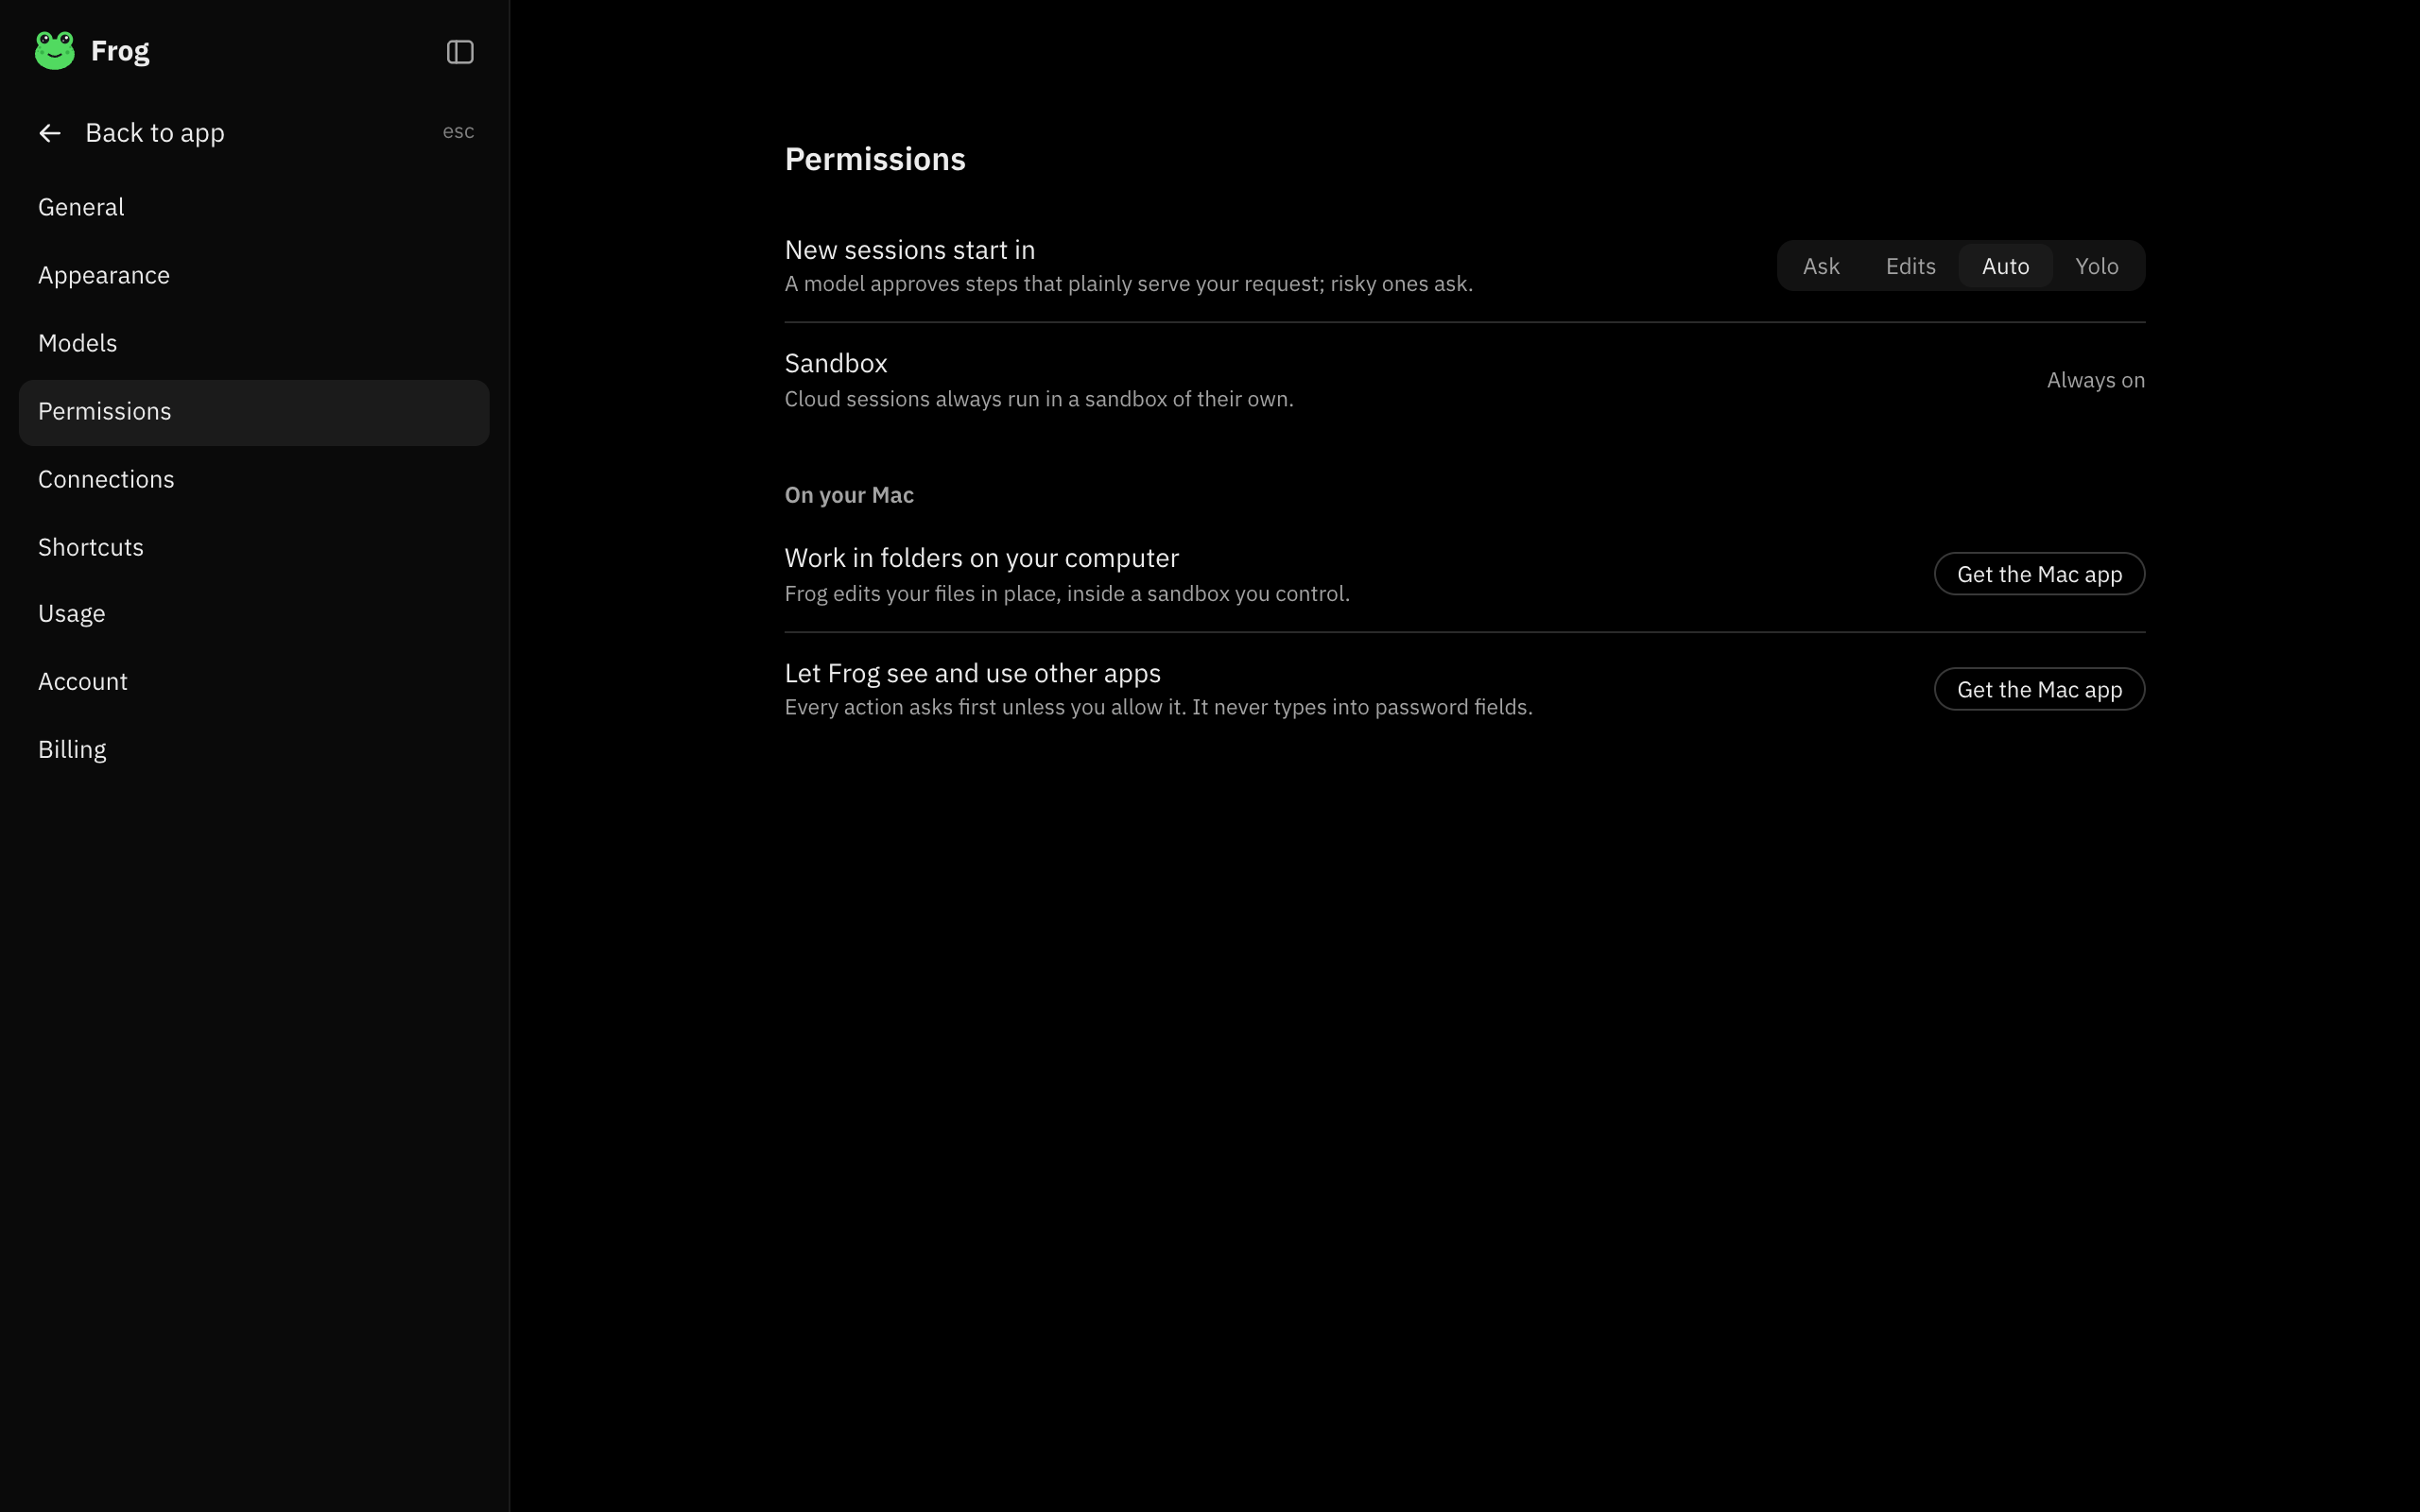 Frog
Back to app
esc
General
Appearance
Models
Permissions
Connections
Shortcuts
Usage
Account
Billing
Permissions
New sessions start in
A model approves steps that plainly serve your request; risky ones ask.
Ask Edits Auto Yolo
Sandbox
Cloud sessions always run in a sandbox of their own.
Always on
On your Mac
Work in folders on your computer
Frog edits your files in place, inside a sandbox you control.
Get the Mac app
Let Frog see and use other apps
Every action asks first unless you allow it. It never types into password fields.
Get the Mac app